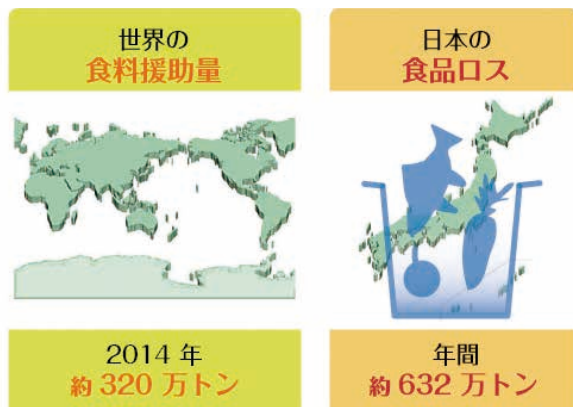 世界の
食料援助量
2014 年
約 320 万トン
日本の
食品ロス
年間
約 632 万トン